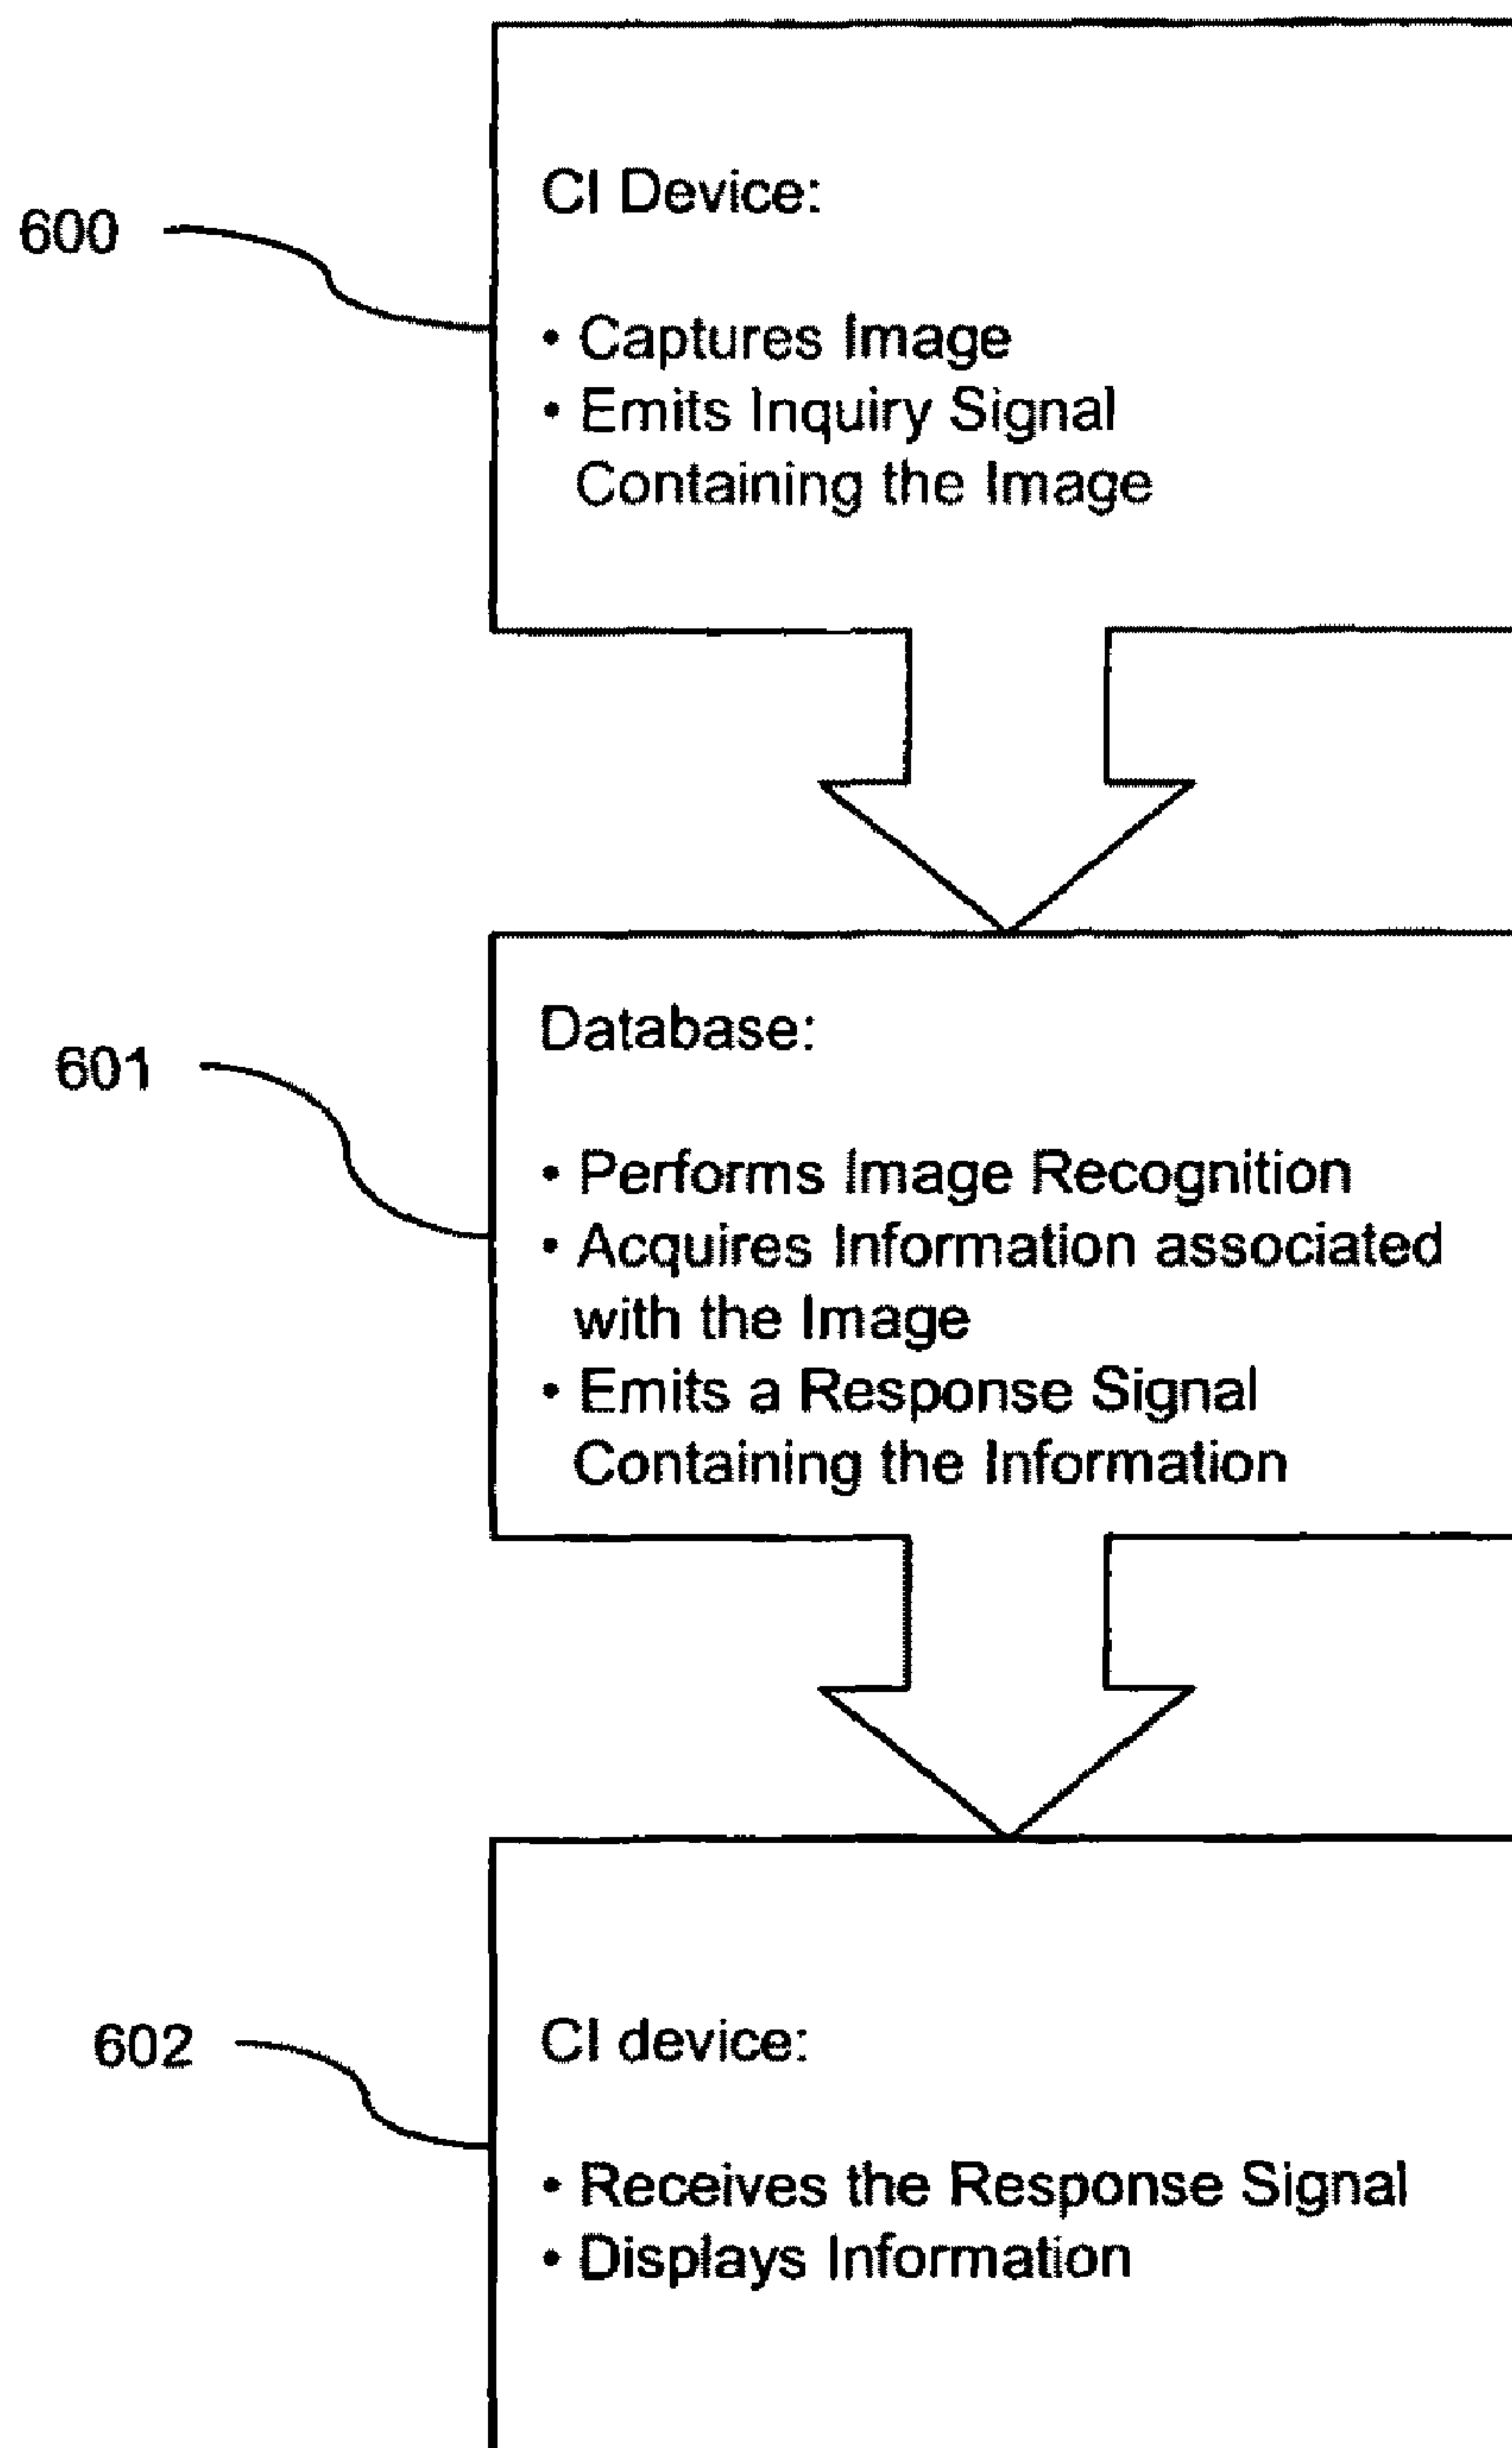 600
CI Device:
• Captures Image
• Emits Inquiry Signal
Containing the Image
601
Database:
• Performs Image Recognition
• Acquires Information associated
with the Image
• Emits a Response Signal
Containing the Information
602
CI device:
• Receives the Response Signal
• Displays Information